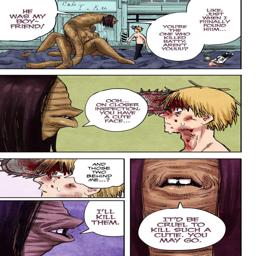 LIKE,
JUST
WHEN I
FINALLY
FOUND
HIM...
YOU'RE
THE
ONE WHO
KILLED
BATTY,
AREN'T
YOUUU?
HE
WAS MY
BOY-
FRIEND!
OOH...
ON CLOSER
INSPECTION,
YOU HAVE
A CUTE
FACE...
AND
THOSE
TWO
BEHIND
ME...?
I'LL
KILL
THEM.
IT'D BE
CRUEL TO
KILL SUCH A
CUTIE. YOU
MAY GO.